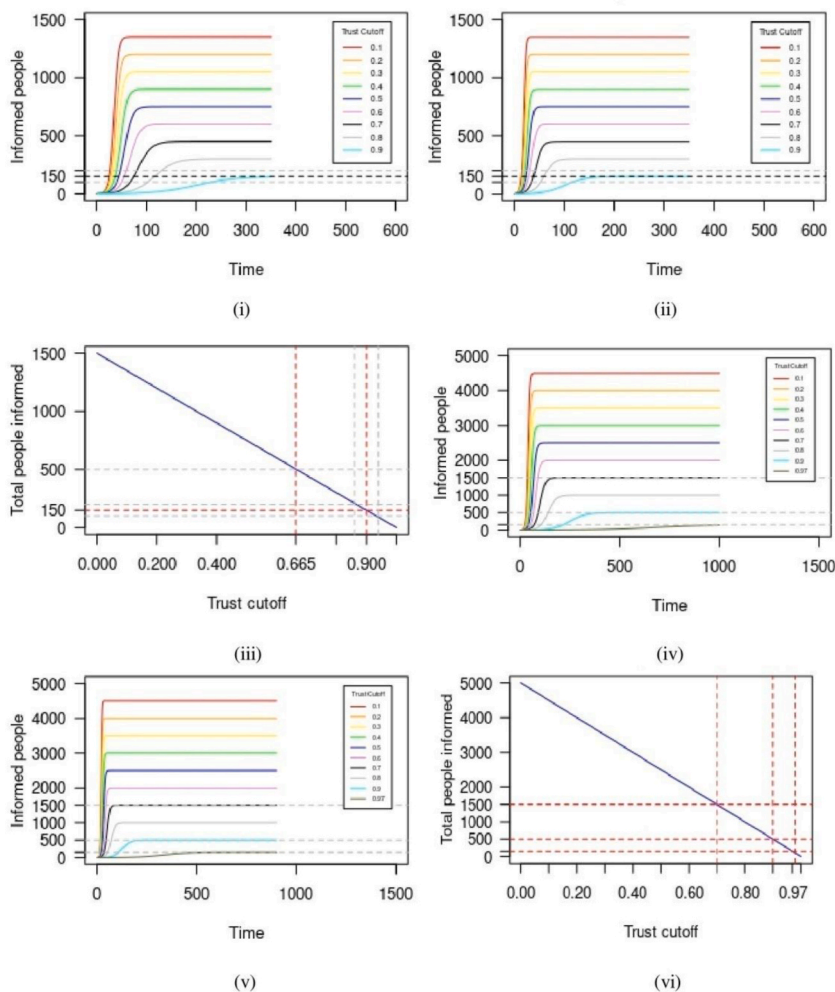 Informed people
1500
1000
500
150
0
Trust Cutoff
0.1
0.2
0.3
0.4
0.5
0.6
0.7
0.8
0.9
0 100 200 300 400 500 600
Time
(i)
Informed people
1500
1000
500
150
0
Trust Cutoff
0.1
0.2
0.3
0.4
0.5
0.6
0.7
0.8
0.9
0 100 200 300 400 500 600
Time
(ii)
Total people informed
1500
1000
500
150
0
0.000 0.200 0.400 0.665 0.900
Trust cutoff
(iii)
Informed people
5000
4000
3000
2000
1500
1000
500
0
TrustCutoff
0.1
0.2
0.3
0.4
0.5
0.6
0.7
0.8
0.9
0.97
0 500 1000 1500
Time
(iv)
Informed people
5000
4000
3000
2000
1500
1000
500
0
TrustCutoff
0.1
0.2
0.3
0.4
0.5
0.6
0.7
0.8
0.9
0.97
0 500 1000 1500
Time
(v)
Total people informed
5000
4000
3000
2000
1500
1000
500
0
0.00 0.20 0.40 0.60 0.80 0.97
Trust cutoff
(vi)